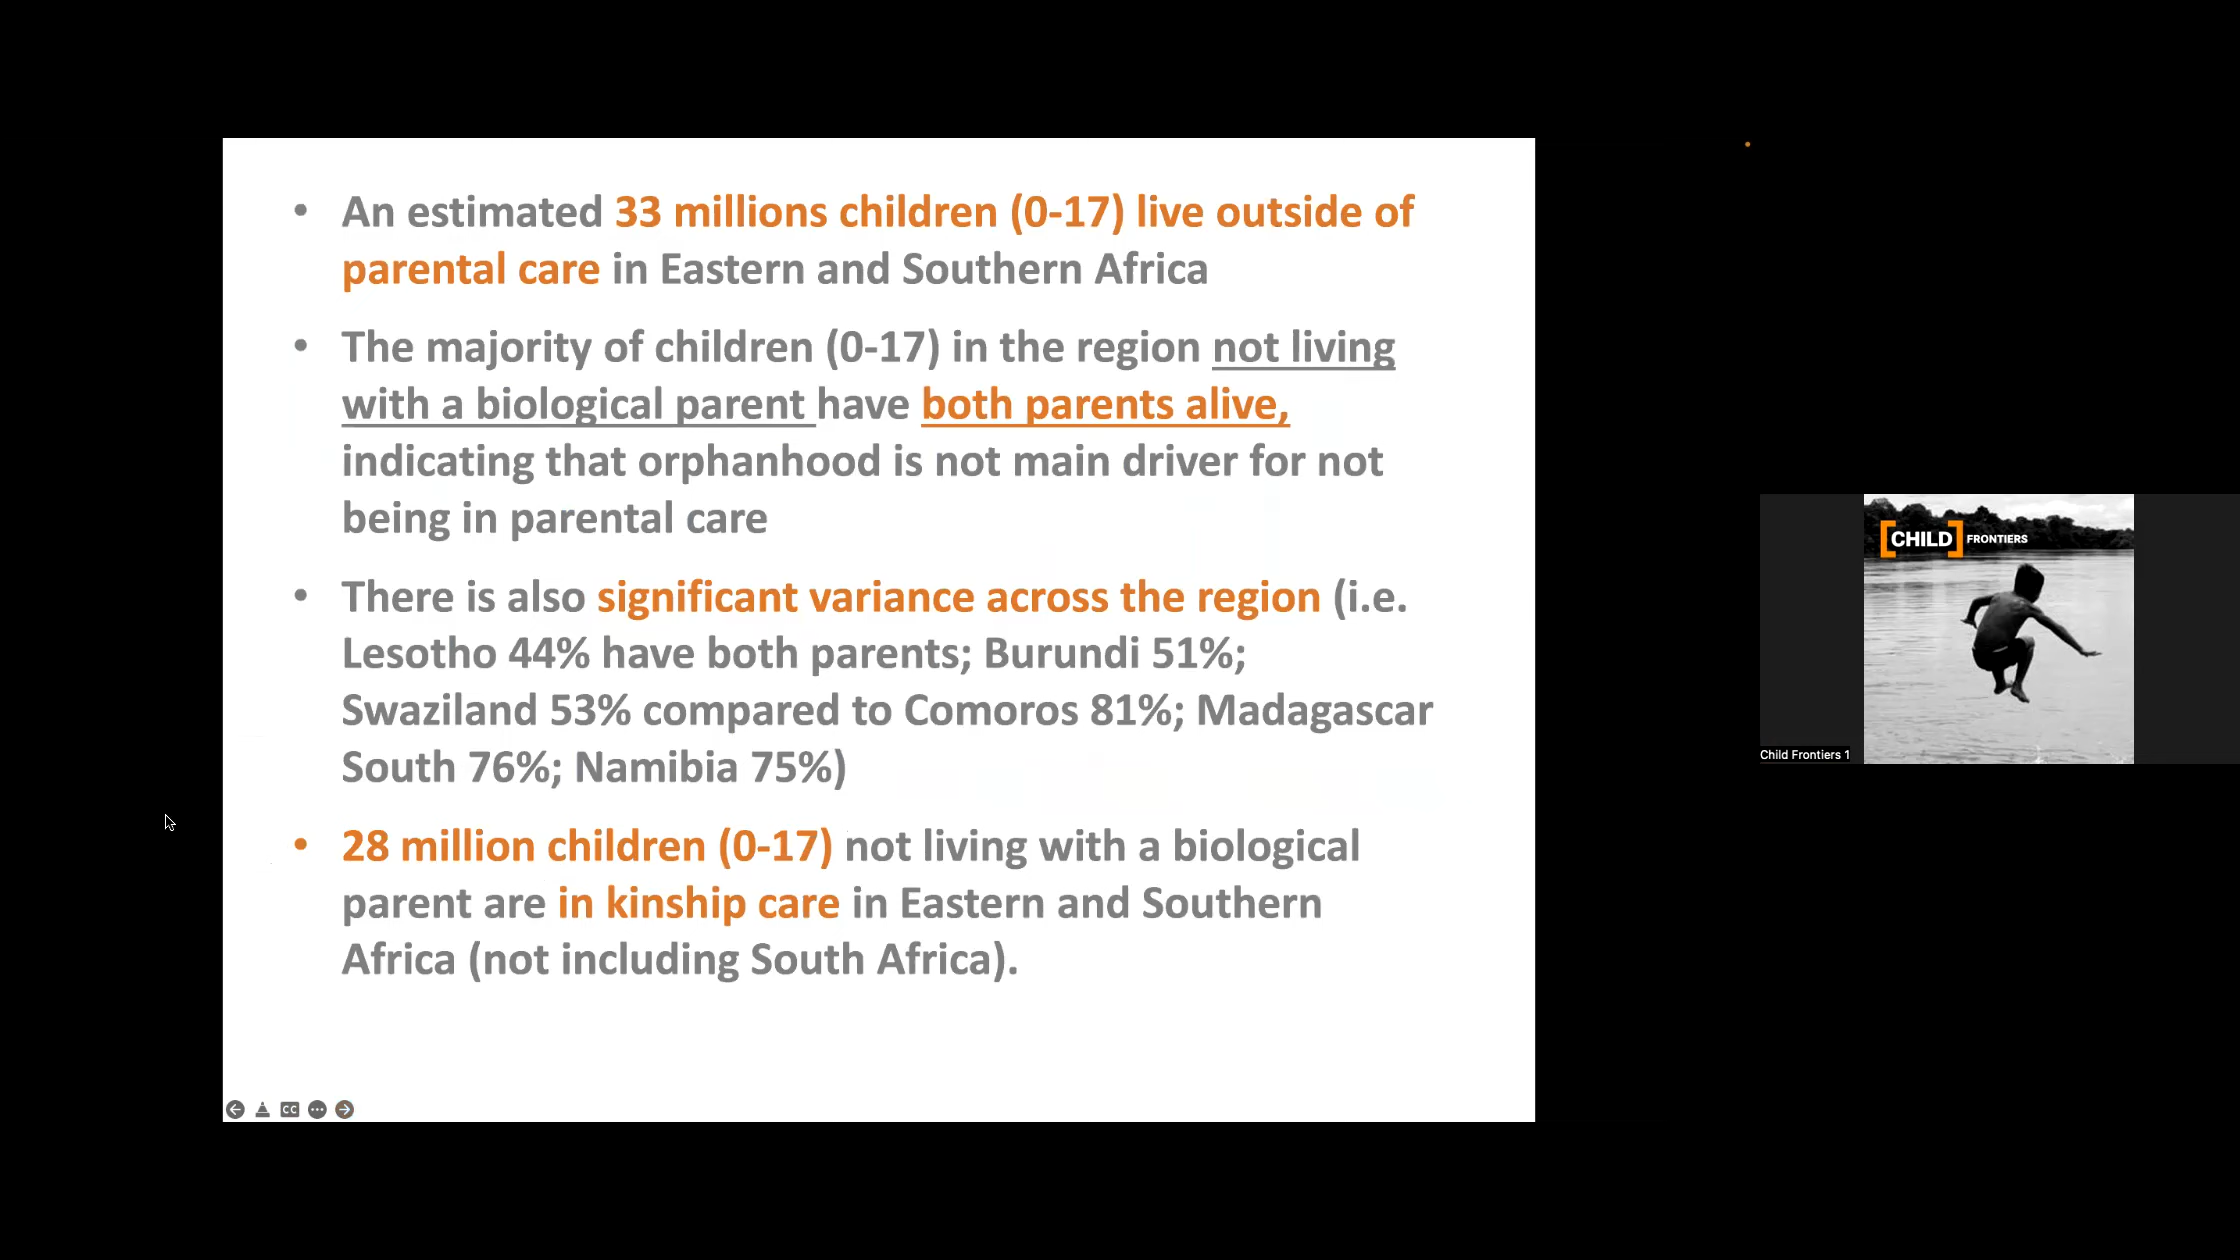 • An estimated 33 millions children (0-17) live outside of
parental care in Eastern and Southern Africa
• The majority of children (0-17) in the region not living
with a biological parent have both parents alive,
indicating that orphanhood is not main driver for not
being in parental care
• There is also significant variance across the region (i.e.
Lesotho 44% have both parents; Burundi 51%;
Swaziland 53% compared to Comoros 81%; Madagascar
South 76%; Namibia 75%)
• 28 million children (0-17) not living with a biological
parent are in kinship care in Eastern and Southern
Africa (not including South Africa).
CC
[CHILD] FRONTIERS
Child Frontiers 1